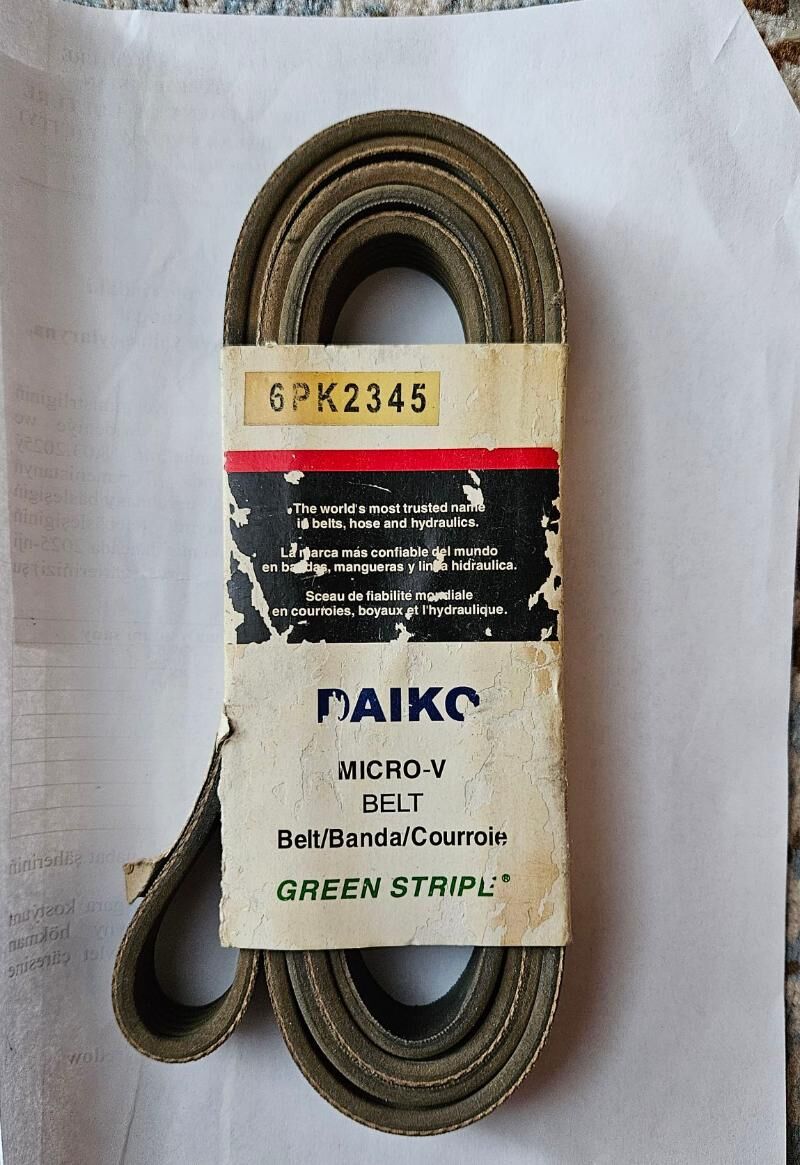 6PK2345
The world's most trusted name
in belts, hose and hydraulics.
La marca más confiable del mundo
en bandas, mangueras y linea hidraulica.
Sceau de fiabilité mondiale
en courroies, boyaux et l'hydraulique.
DAIKO
MICRO-V
BELT
Belt/Banda/Courroie
GREEN STRIPE®